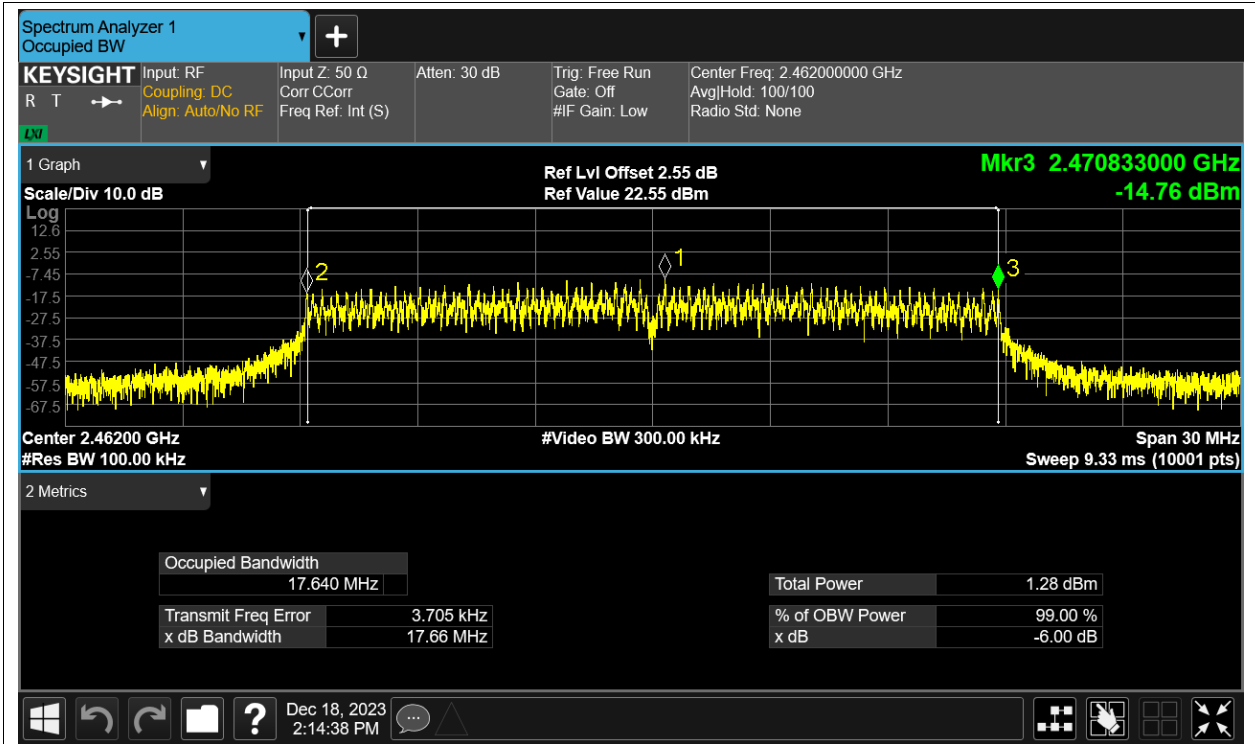 Spectrum Analyzer 1
Occupied BW
KEYSIGHT
R T
LXI
Input: RF
Coupling: DC
Align: Auto/No RF
Input Z: 50 Ω
Corr CCorr
Freq Ref: Int (S)
Atten: 30 dB
Trig: Free Run
Gate: Off
#IF Gain: Low
Center Freq: 2.462000000 GHz
Avg|Hold: 100/100
Radio Std: None
1 Graph
Scale/Div 10.0 dB
Ref Lvl Offset 2.55 dB
Ref Value 22.55 dBm
Mkr3 2.470833000 GHz
-14.76 dBm
Log
12.6
2.55
-7.45
-17.5
-27.5
-37.5
-47.5
-57.5
-67.5
2
1
3
Center 2.46200 GHz
#Res BW 100.00 kHz
#Video BW 300.00 kHz
Span 30 MHz
Sweep 9.33 ms (10001 pts)
2 Metrics
Occupied Bandwidth
17.640 MHz
Transmit Freq Error 3.705 kHz
x dB Bandwidth 17.66 MHz
Total Power 1.28 dBm
% of OBW Power 99.00 %
x dB -6.00 dB
?
Dec 18, 2023
2:14:38 PM